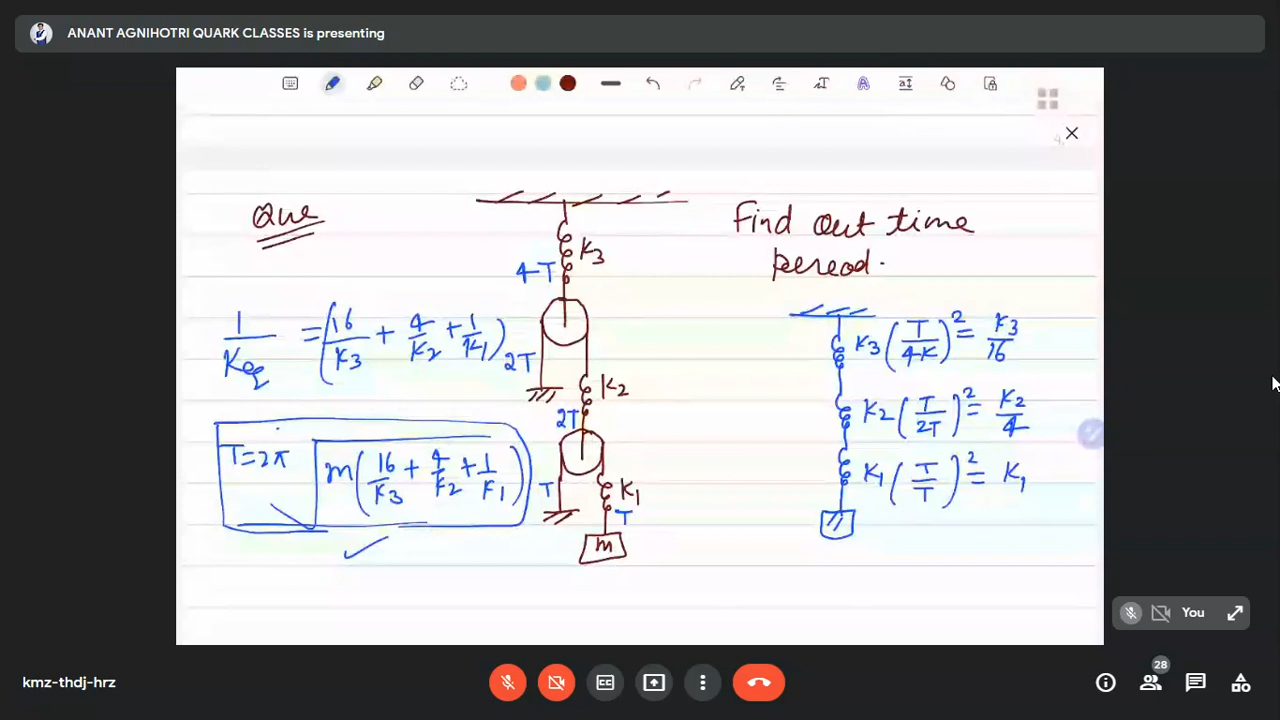 ANANT AGNIHOTRI QUARK CLASSES is presenting
Que
Find out time
period.
K3
4T
1/Keq = (16/K3 + 4/K2 + 1/K1)
2T
K2
2T
T
K1
T
m
T=2π √m(16/K3 + 4/K2 + 1/K1)
K3 (T/4K)² = K3/16
K2 (T/2T)² = K2/4
K1 (T/T)² = K1
You
kmz-thdj-hrz
28